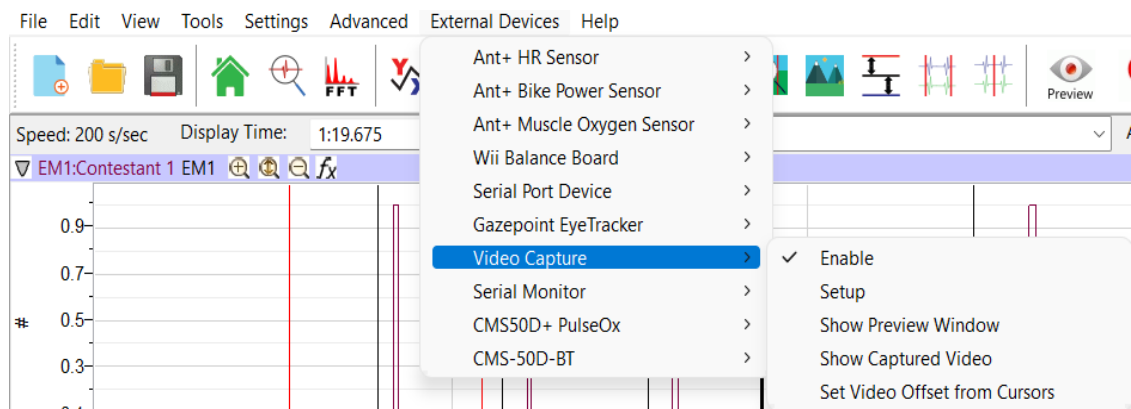 File Edit View Tools Settings Advanced External Devices Help
FFT
Preview
Speed: 200 s/sec Display Time: 1:19.675
EM1:Contestant 1 EM1 fx
Ant+ HR Sensor
Ant+ Bike Power Sensor
Ant+ Muscle Oxygen Sensor
Wii Balance Board
Serial Port Device
Gazepoint EyeTracker
Video Capture
Serial Monitor
CMS50D+ PulseOx
CMS-50D-BT
Enable
Setup
Show Preview Window
Show Captured Video
Set Video Offset from Cursors
0.9
0.7
#
0.5
0.3